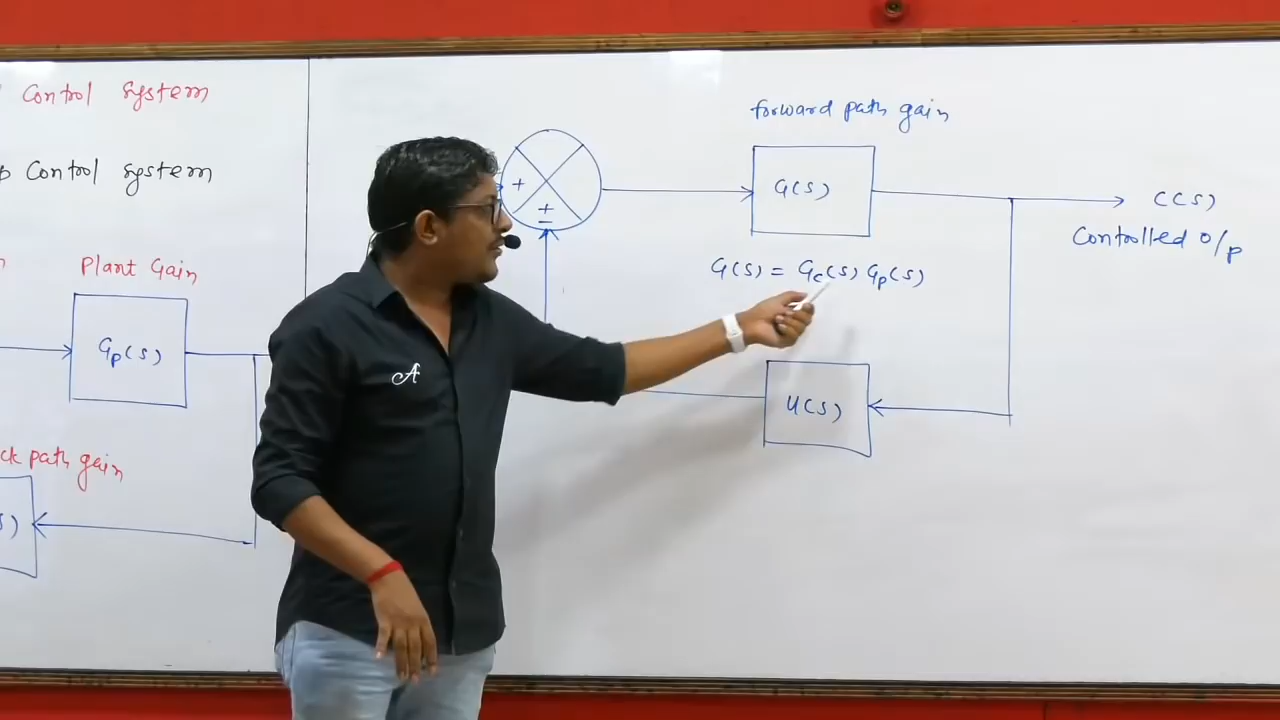 Control System
p Control System
Plant Gain
Gp(s)
ck path gain
s)
forward path gain
+
G(s)
C(s)
±
Controlled o/p
G(s) = Gc(s) Gp(s)
H(s)
A